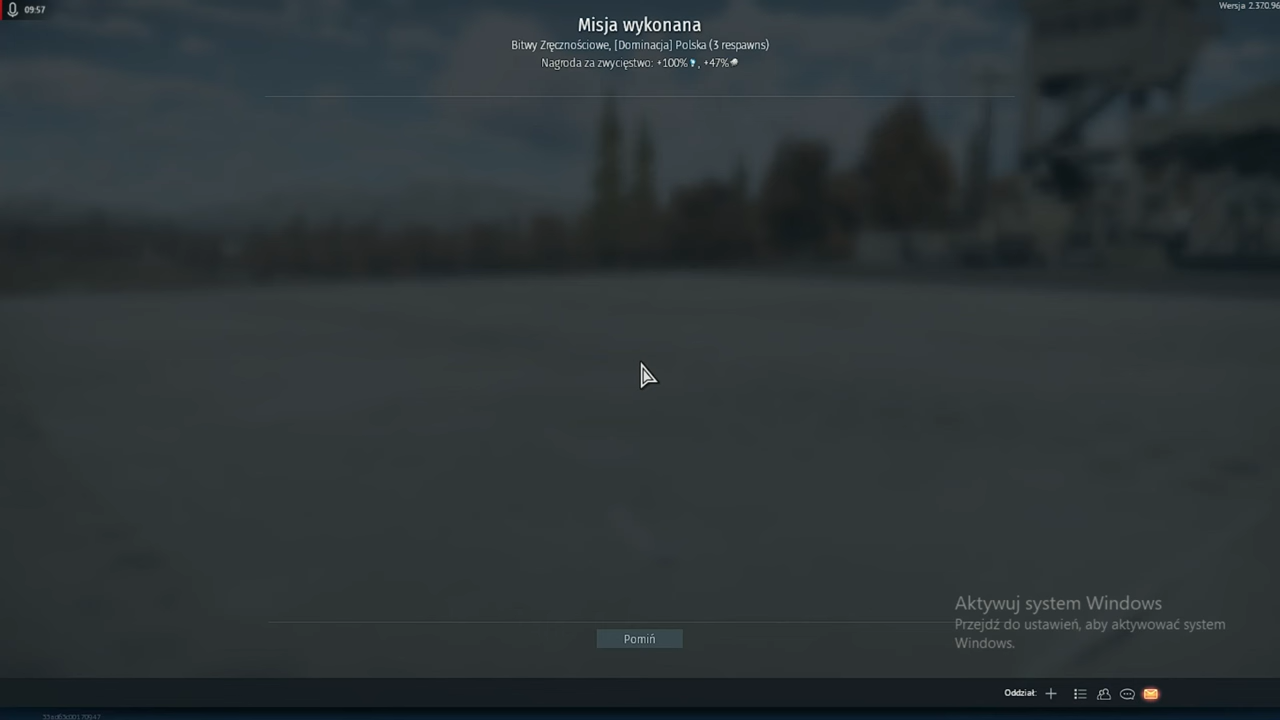 09:57
Wersja 2.370.96
Misja wykonana
Bitwy Zręcznościowe, [Dominacja] Polska (3 respawns)
Nagroda za zwycięstwo: +100% , +47%
Aktywuj system Windows
Przejdź do ustawień, aby aktywować system
Windows.
Pomiń
Oddział: